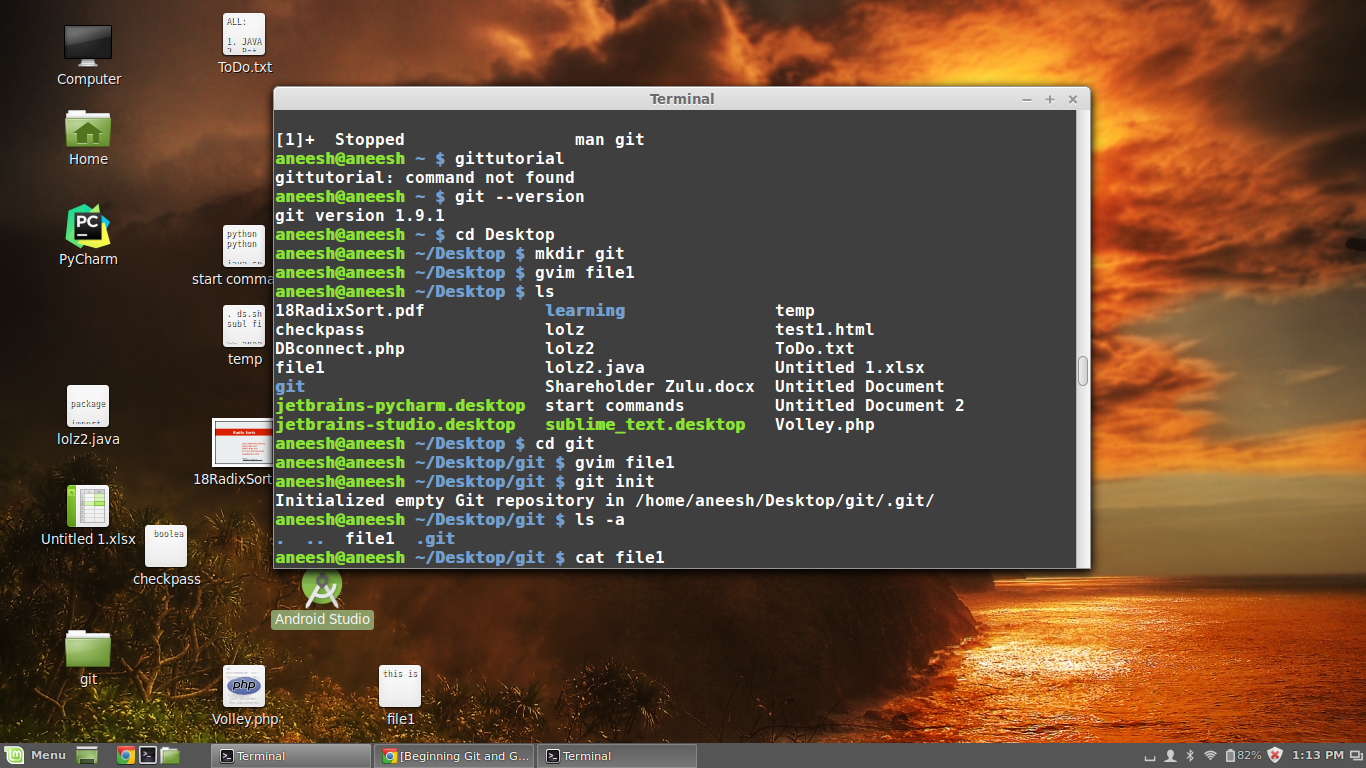 ALL:
1. JAVA
ToDo.txt
Computer
Home
PC
PyCharm
python
python
start comma
. ds.sh
subl fi
temp
package
lolz2.java
Radix Sorts
18RadixSort
Untitled 1.xlsx
boolea
checkpass
Android Studio
git
php
Volley.php
this is
file1
Terminal
[1]+  Stopped                 man git
aneesh@aneesh ~ $ gittutorial
gittutorial: command not found
aneesh@aneesh ~ $ git --version
git version 1.9.1
aneesh@aneesh ~ $ cd Desktop
aneesh@aneesh ~/Desktop $ mkdir git
aneesh@aneesh ~/Desktop $ gvim file1
aneesh@aneesh ~/Desktop $ ls
18RadixSort.pdf            learning               temp
checkpass                  lolz                   test1.html
DBconnect.php              lolz2                  ToDo.txt
file1                      lolz2.java             Untitled 1.xlsx
git                        Shareholder Zulu.docx  Untitled Document
jetbrains-pycharm.desktop  start commands         Untitled Document 2
jetbrains-studio.desktop   sublime_text.desktop   Volley.php
aneesh@aneesh ~/Desktop $ cd git
aneesh@aneesh ~/Desktop/git $ gvim file1
aneesh@aneesh ~/Desktop/git $ git init
Initialized empty Git repository in /home/aneesh/Desktop/git/.git/
aneesh@aneesh ~/Desktop/git $ ls -a
.  ..  file1  .git
aneesh@aneesh ~/Desktop/git $ cat file1
Menu
Terminal
[Beginning Git and G...
Terminal
82%
1:13 PM